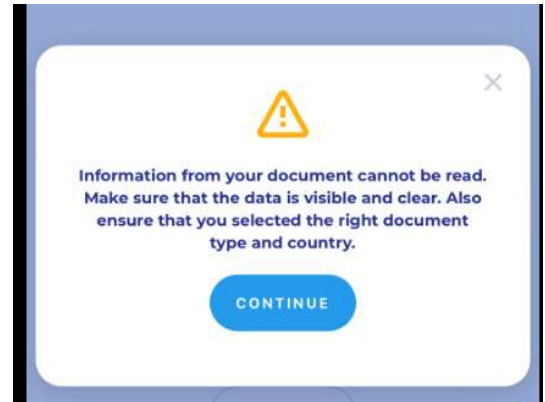 Information from your document cannot be read.
Make sure that the data is visible and clear. Also
ensure that you selected the right document
type and country.
CONTINUE